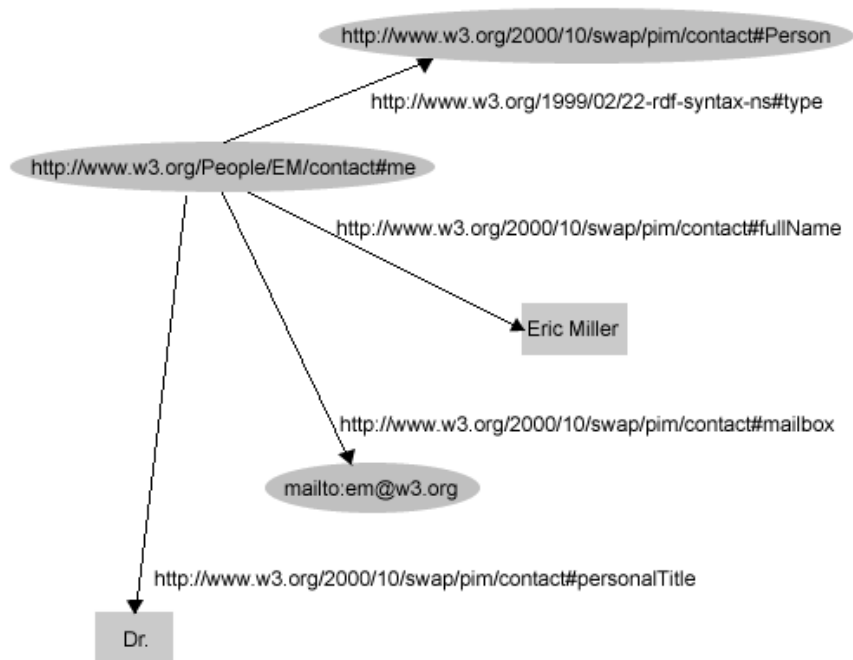 http://www.w3.org/2000/10/swap/pim/contact#Person
http://www.w3.org/1999/02/22-rdf-syntax-ns#type
http://www.w3.org/People/EM/contact#me
http://www.w3.org/2000/10/swap/pim/contact#fullName
Eric Miller
http://www.w3.org/2000/10/swap/pim/contact#mailbox
mailto:em@w3.org
http://www.w3.org/2000/10/swap/pim/contact#personalTitle
Dr.